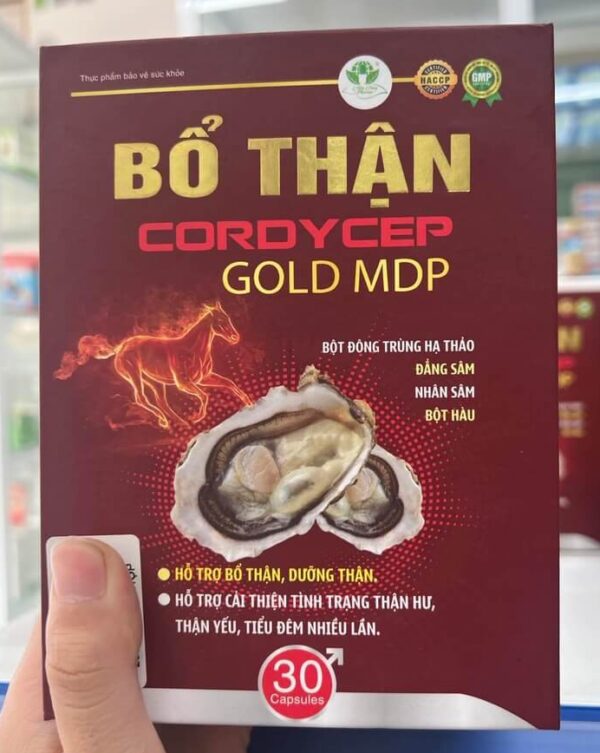 Thực phẩm bảo vệ sức khỏe
HACCP
GMP
BỔ THẬN
CORDYCEP
GOLD MDP
BỘT ĐÔNG TRÙNG HẠ THẢO
ĐẲNG SÂM
NHÂN SÂM
BỘT HÀU
HỖ TRỢ BỔ THẬN, DƯỠNG THẬN.
HỖ TRỢ CẢI THIỆN TÌNH TRẠNG THẬN HƯ,
THẬN YẾU, TIỂU ĐÊM NHIỀU LẦN.
30
Capsules